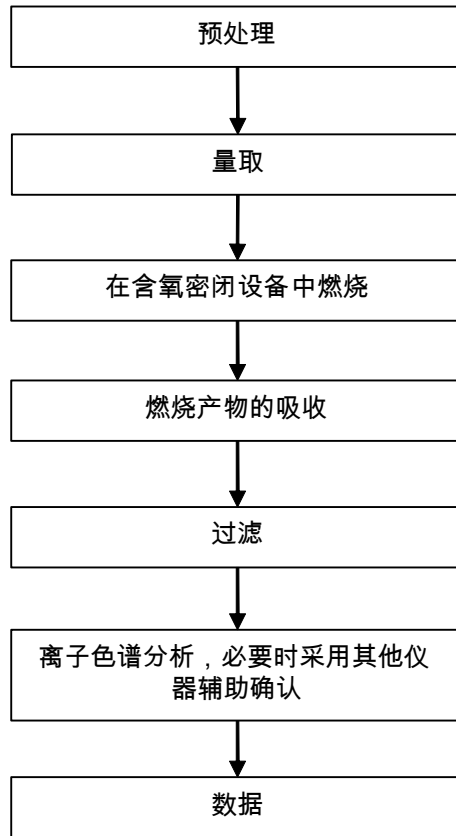 预处理
量取
在含氧密闭设备中燃烧
燃烧产物的吸收
过滤
离子色谱分析，必要时采用其他仪
器辅助确认
数据